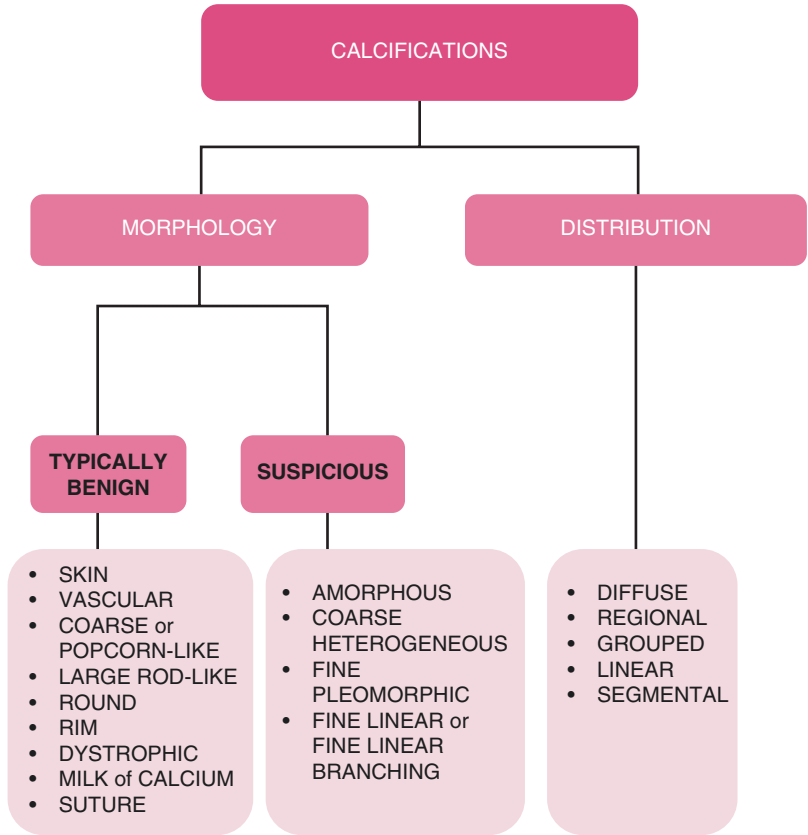 CALCIFICATIONS
MORPHOLOGY
DISTRIBUTION
TYPICALLY
BENIGN
SUSPICIOUS
• SKIN
• VASCULAR
• COARSE or
POPCORN-LIKE
• LARGE ROD-LIKE
• ROUND
• RIM
• DYSTROPHIC
• MILK of CALCIUM
• SUTURE
• AMORPHOUS
• COARSE
HETEROGENEOUS
• FINE
PLEOMORPHIC
• FINE LINEAR or
FINE LINEAR
BRANCHING
• DIFFUSE
• REGIONAL
• GROUPED
• LINEAR
• SEGMENTAL